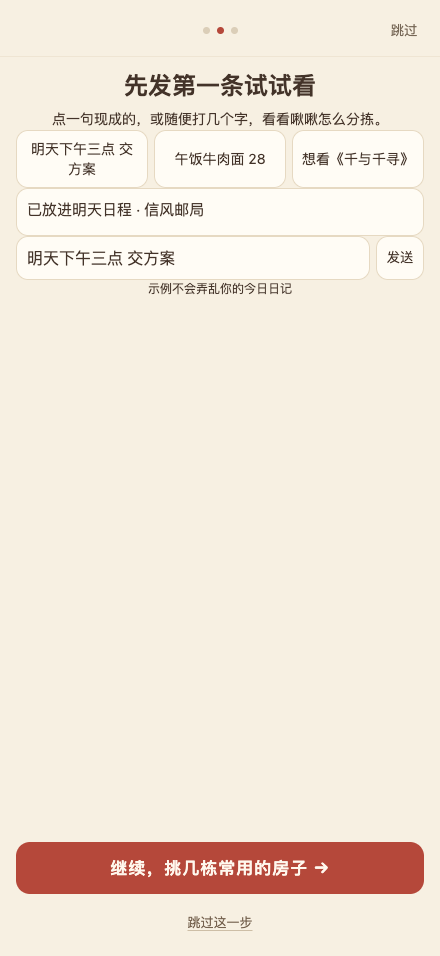 跳过
先发第一条试试看
点一句现成的，或随便打几个字，看看啾啾怎么分拣。
明天下午三点 交
方案
午饭牛肉面 28
想看《千与千寻》
已放进明天日程 · 信风邮局
明天下午三点 交方案
发送
示例不会弄乱你的今日日记
继续，挑几栋常用的房子 →
跳过这一步